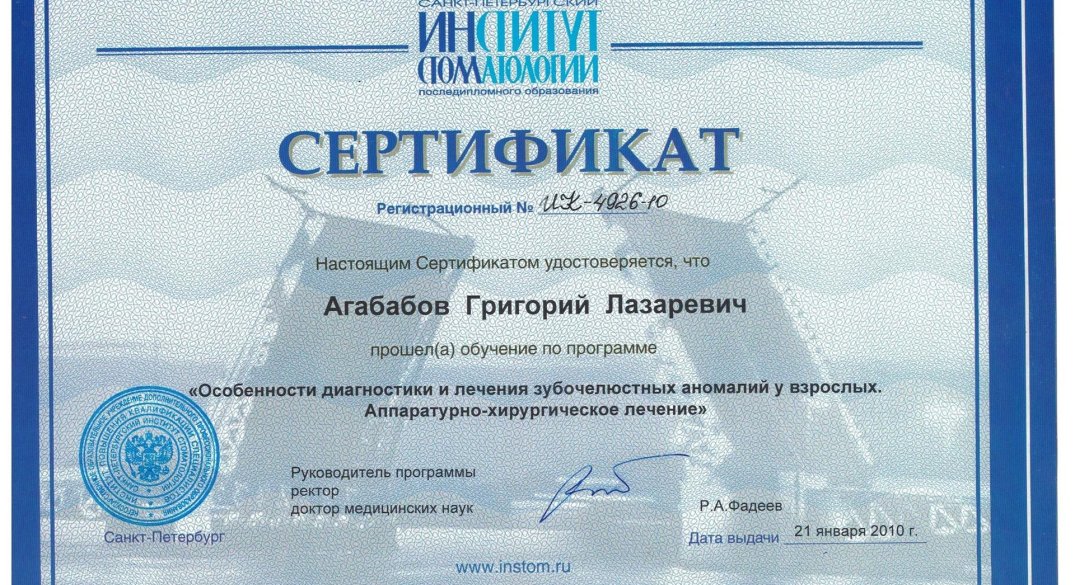 САНКТ-ПЕТЕРБУРГСКИЙ
ИНСТИТУТ
СТОМАТОЛОГИИ
последипломного образования
СЕРТИФИКАТ
Регистрационный № ИК-4926-10
Настоящим Сертификатом удостоверяется, что
Агабабов Григорий Лазаревич
прошел(а) обучение по программе
«Особенности диагностики и лечения зубочелюстных аномалий у взрослых.
Аппаратурно-хирургическое лечение»
Руководитель программы
ректор
доктор медицинских наук
Р.А.Фадеев
Санкт-Петербург
Дата выдачи 21 января 2010 г.
www.instom.ru